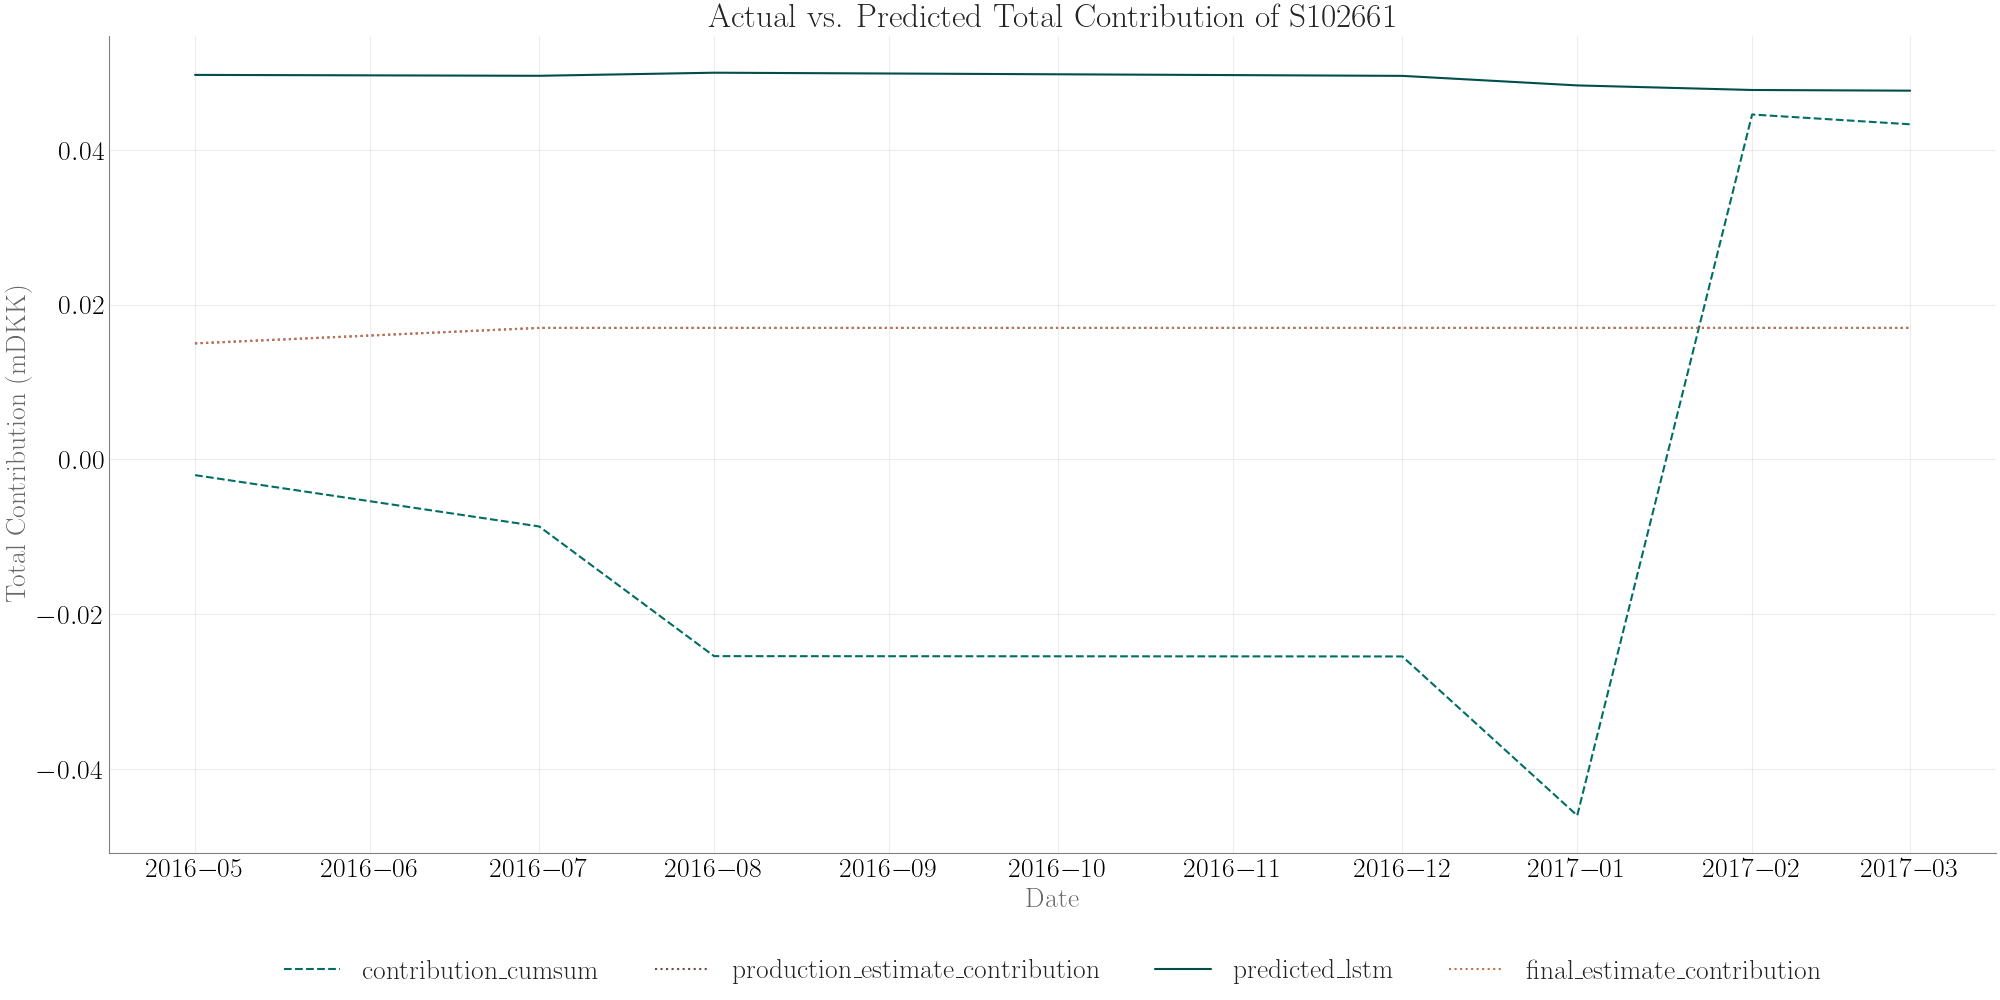 Actual vs. Predicted Total Contribution of S102661
Total Contribution (mDKK)
0.04
0.02
0.00
−0.02
−0.04
2016−05 2016−06 2016−07 2016−08 2016−09 2016−10 2016−11 2016−12 2017−01 2017−02 2017−03
Date
contribution_cumsum production_estimate_contribution predicted_lstm final_estimate_contribution